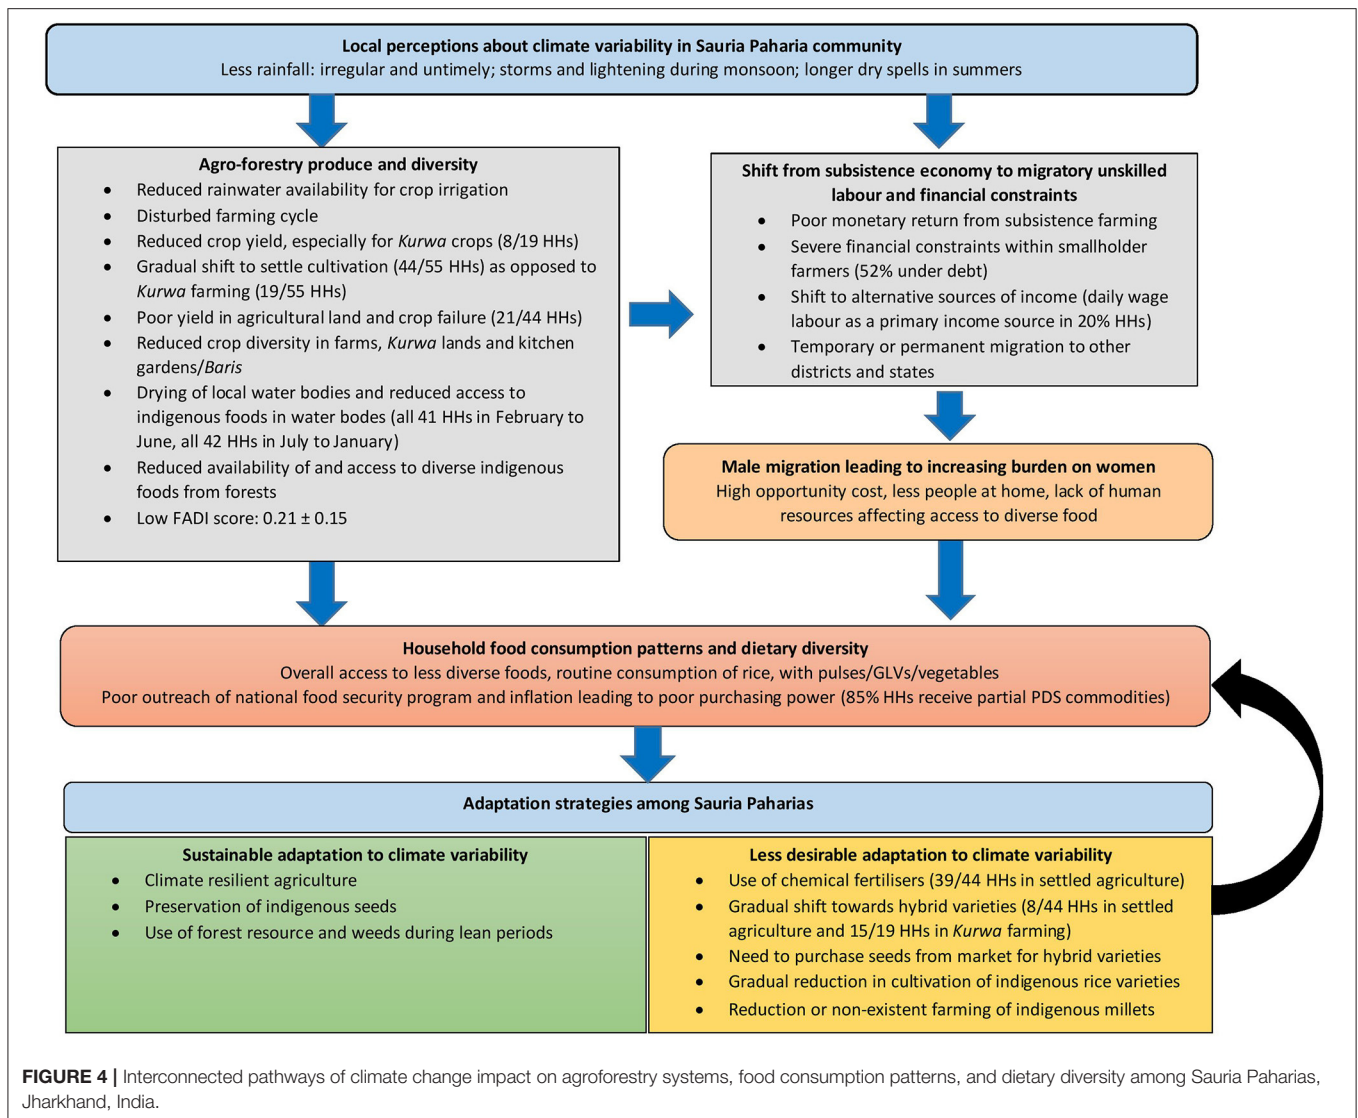 Local perceptions about climate variability in Sauria Paharia community
Less rainfall: irregular and untimely; storms and lightening during monsoon; longer dry spells in summers
Agro-forestry produce and diversity
• Reduced rainwater availability for crop irrigation
• Disturbed farming cycle
• Reduced crop yield, especially for Kurwa crops (8/19 HHs)
• Gradual shift to settle cultivation (44/55 HHs) as opposed to
Kurwa farming (19/55 HHs)
• Poor yield in agricultural land and crop failure (21/44 HHs)
• Reduced crop diversity in farms, Kurwa lands and kitchen
gardens/Baris
• Drying of local water bodies and reduced access to
indigenous foods in water bodies (all 41 HHs in February to
June, all 42 HHs in July to January)
• Reduced availability of and access to diverse indigenous
foods from forests
• Low FADI score: 0.21 ± 0.15
Shift from subsistence economy to migratory unskilled
labour and financial constraints
• Poor monetary return from subsistence farming
• Severe financial constraints within smallholder
farmers (52% under debt)
• Shift to alternative sources of income (daily wage
labour as a primary income source in 20% HHs)
• Temporary or permanent migration to other
districts and states
Male migration leading to increasing burden on women
High opportunity cost, less people at home, lack of human
resources affecting access to diverse food
Household food consumption patterns and dietary diversity
Overall access to less diverse foods, routine consumption of rice, with pulses/GLVs/vegetables
Poor outreach of national food security program and inflation leading to poor purchasing power (85% HHs receive partial PDS commodities)
Adaptation strategies among Sauria Paharias
Sustainable adaptation to climate variability
• Climate resilient agriculture
• Preservation of indigenous seeds
• Use of forest resource and weeds during lean periods
Less desirable adaptation to climate variability
• Use of chemical fertilisers (39/44 HHs in settled agriculture)
• Gradual shift towards hybrid varieties (8/44 HHs in settled
agriculture and 15/19 HHs in Kurwa farming)
• Need to purchase seeds from market for hybrid varieties
• Gradual reduction in cultivation of indigenous rice varieties
• Reduction or non-existent farming of indigenous millets
FIGURE 4 | Interconnected pathways of climate change impact on agroforestry systems, food consumption patterns, and dietary diversity among Sauria Paharias,
Jharkhand, India.